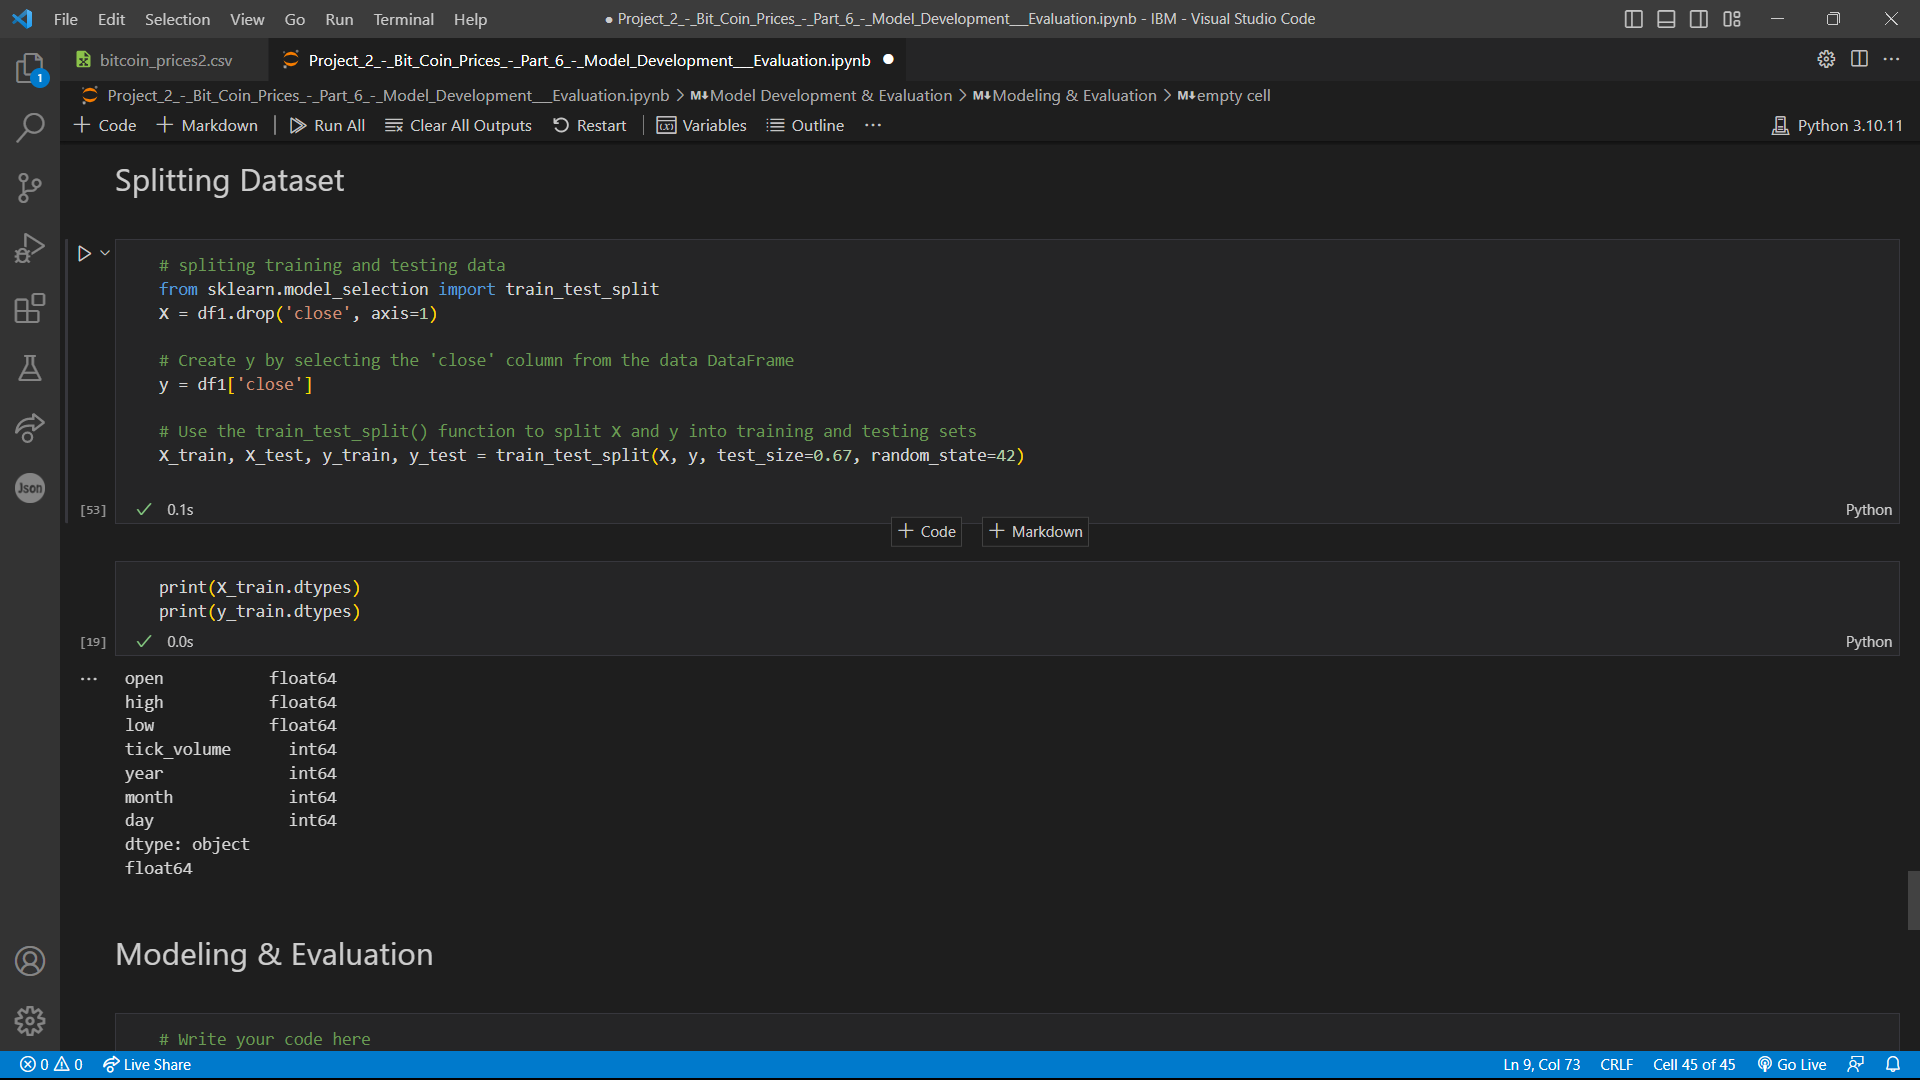 File Edit Selection View Go Run Terminal Help
● Project_2_-_Bit_Coin_Prices_-_Part_6_-_Model_Development___Evaluation.ipynb - IBM - Visual Studio Code
bitcoin_prices2.csv
Project_2_-_Bit_Coin_Prices_-_Part_6_-_Model_Development___Evaluation.ipynb ●
1
Project_2_-_Bit_Coin_Prices_-_Part_6_-_Model_Development___Evaluation.ipynb > M↓Model Development & Evaluation > M↓Modeling & Evaluation > M↓empty cell
+ Code + Markdown | Run All Clear All Outputs Restart | Variables Outline ··· Python 3.10.11
Splitting Dataset
# spliting training and testing data
from sklearn.model_selection import train_test_split
X = df1.drop('close', axis=1)
# Create y by selecting the 'close' column from the data DataFrame
y = df1['close']
# Use the train_test_split() function to split X and y into training and testing sets
X_train, X_test, y_train, y_test = train_test_split(X, y, test_size=0.67, random_state=42)
Json
[53] ✓ 0.1s Python
+ Code + Markdown
print(X_train.dtypes)
print(y_train.dtypes)
[19] ✓ 0.0s Python
··· open float64
high float64
low float64
tick_volume int64
year int64
month int64
day int64
dtype: object
float64
Modeling & Evaluation
# Write your code here
0 0 Live Share Ln 9, Col 73 CRLF Cell 45 of 45 Go Live